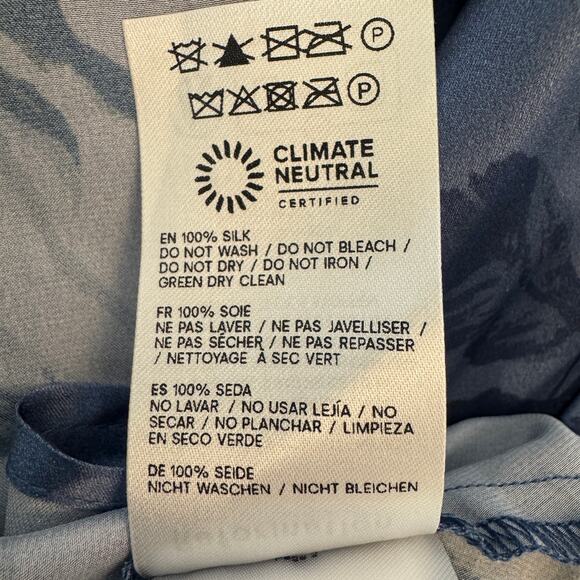 P
P
CLIMATE
NEUTRAL
CERTIFIED
EN 100% SILK
DO NOT WASH / DO NOT BLEACH /
DO NOT DRY / DO NOT IRON /
GREEN DRY CLEAN
FR 100% SOIE
NE PAS LAVER / NE PAS JAVELLISER /
NE PAS SÉCHER / NE PAS REPASSER
/ NETTOYAGE À SEC VERT
ES 100% SEDA
NO LAVAR / NO USAR LEJÍA / NO
SECAR / NO PLANCHAR / LIMPIEZA
EN SECO VERDE
DE 100% SEIDE
NICHT WASCHEN / NICHT BLEICHEN